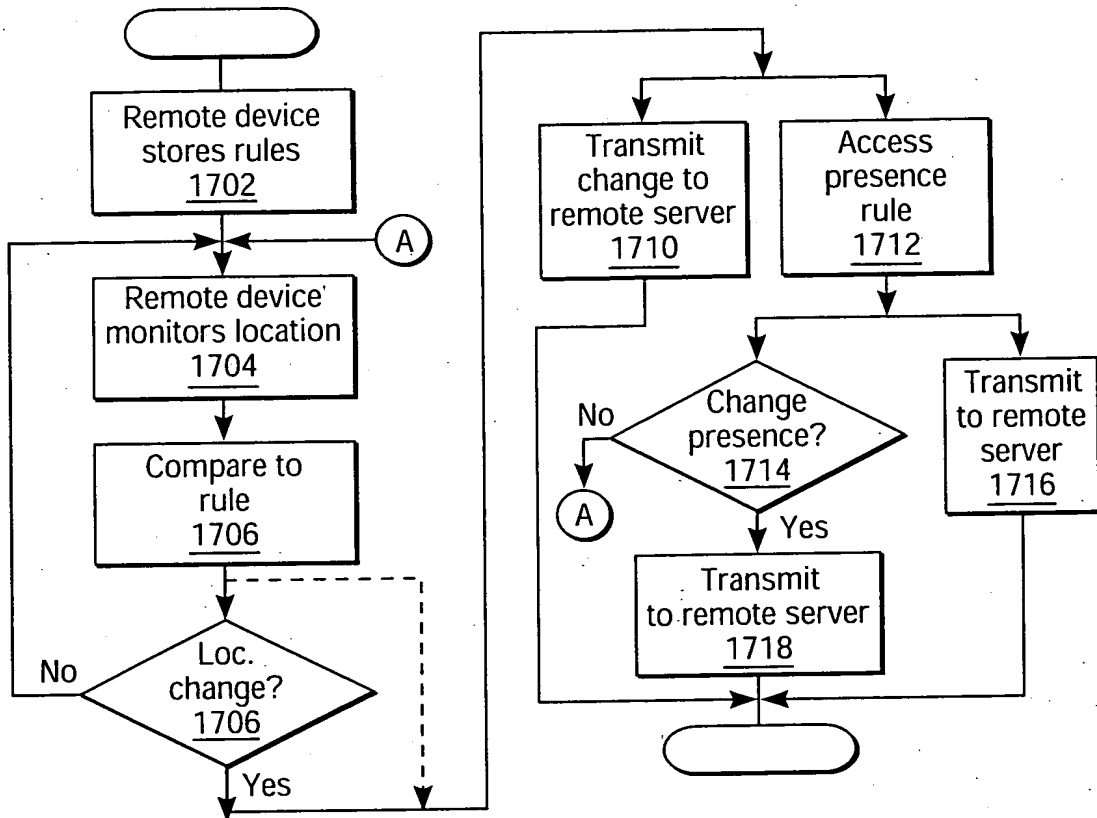 Remote device
stores rules
1702
A
Remote device
monitors location
1704
Compare to
rule
1706
No
Loc.
change?
1706
Yes
Transmit
change to
remote server
1710
Access
presence
rule
1712
No
Change
presence?
1714
A
Yes
Transmit
to remote
server
1716
Transmit
to remote server
1718